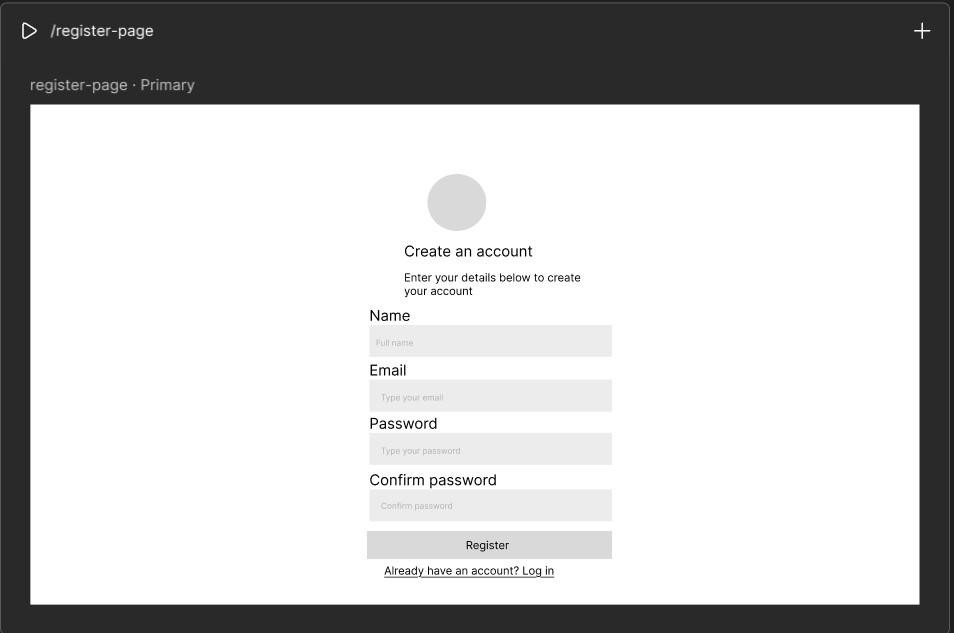 /register-page
register-page · Primary
Create an account
Enter your details below to create
your account
Name
Full name
Email
Type your email
Password
Type your password
Confirm password
Confirm password
Register
Already have an account? Log in